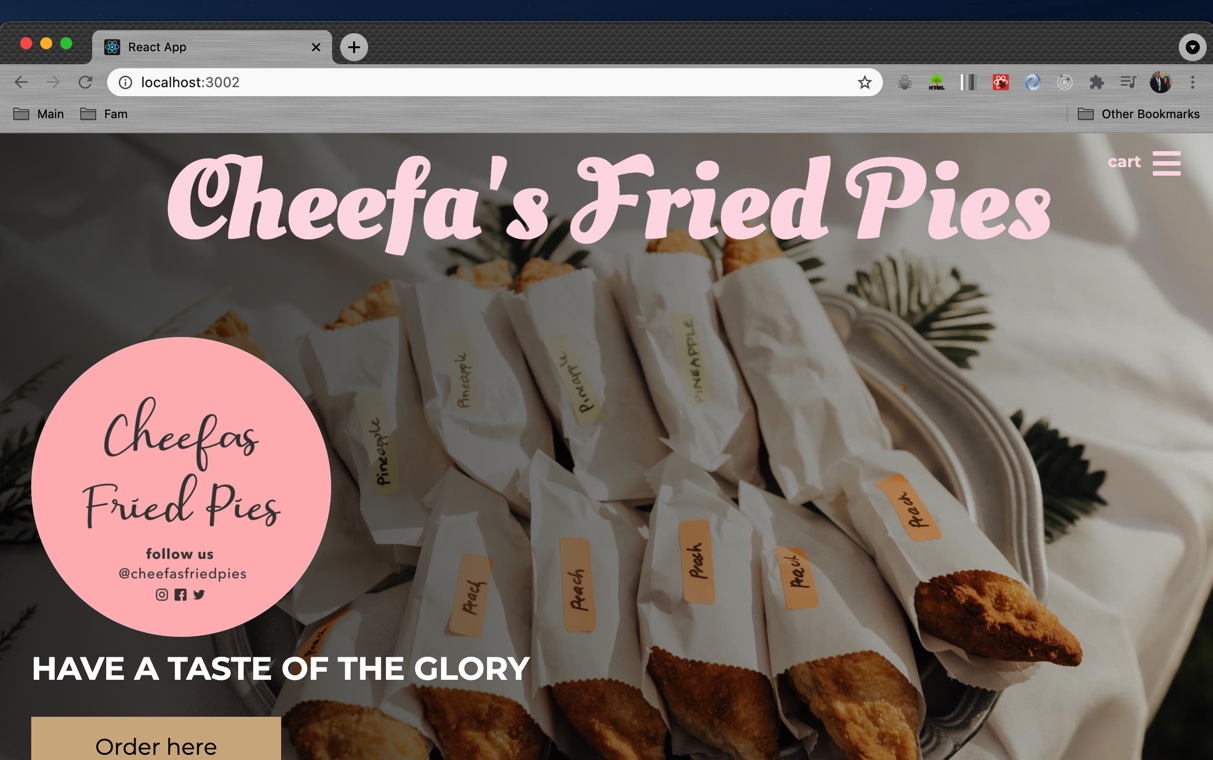 React App
localhost:3002
HTML
Main
Fam
Other Bookmarks
Cheefa's Fried Pies
cart
Pineapple
Pineapple
Pineapple
PINEAPPLE
Cheefas
Fried Pies
follow us
@cheefasfriedpies
Peach
Peach
Peach
Peach
Peach
HAVE A TASTE OF THE GLORY
Order here